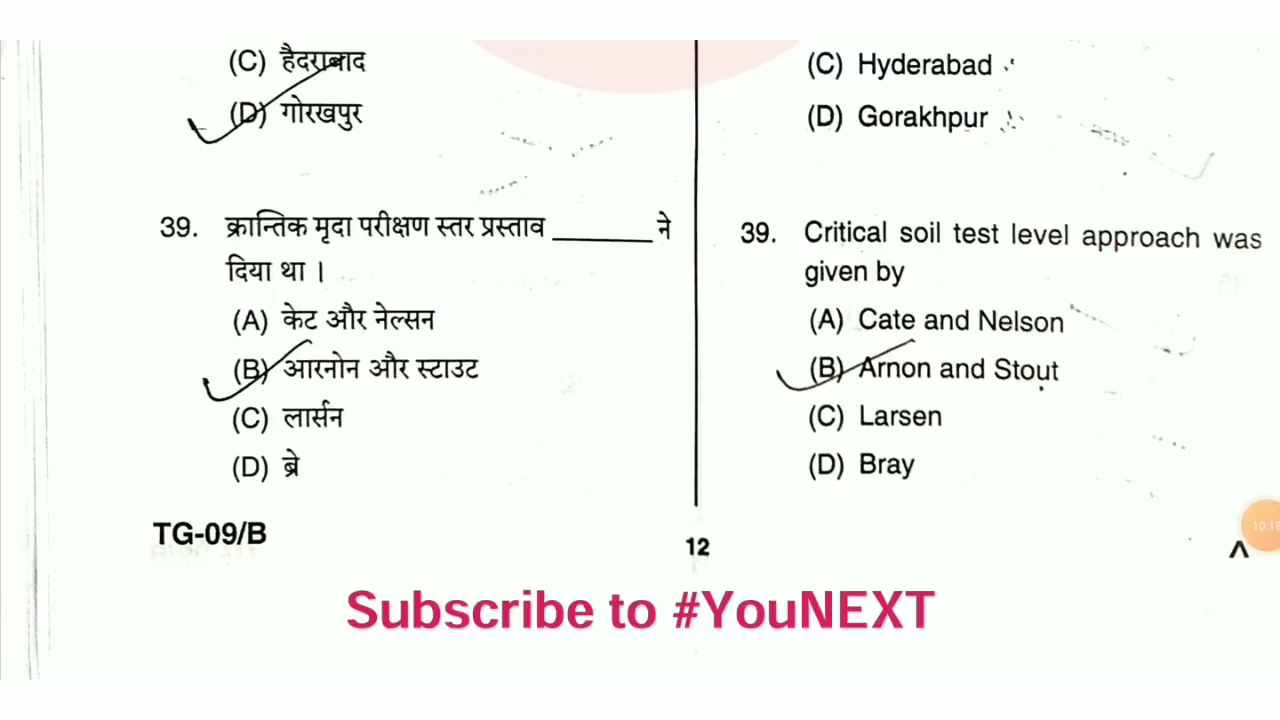 (C) हैदराबाद
(D) गोरखपुर
39. क्रान्तिक मृदा परीक्षण स्तर प्रस्ताव ________ ने
दिया था ।
(A) केट और नेल्सन
(B) आरनोन और स्टाउट
(C) लार्सन
(D) ब्रे
TG-09/B
(C) Hyderabad
(D) Gorakhpur
39. Critical soil test level approach was
given by
(A) Cate and Nelson
(B) Arnon and Stout
(C) Larsen
(D) Bray
12
Subscribe to #YouNEXT